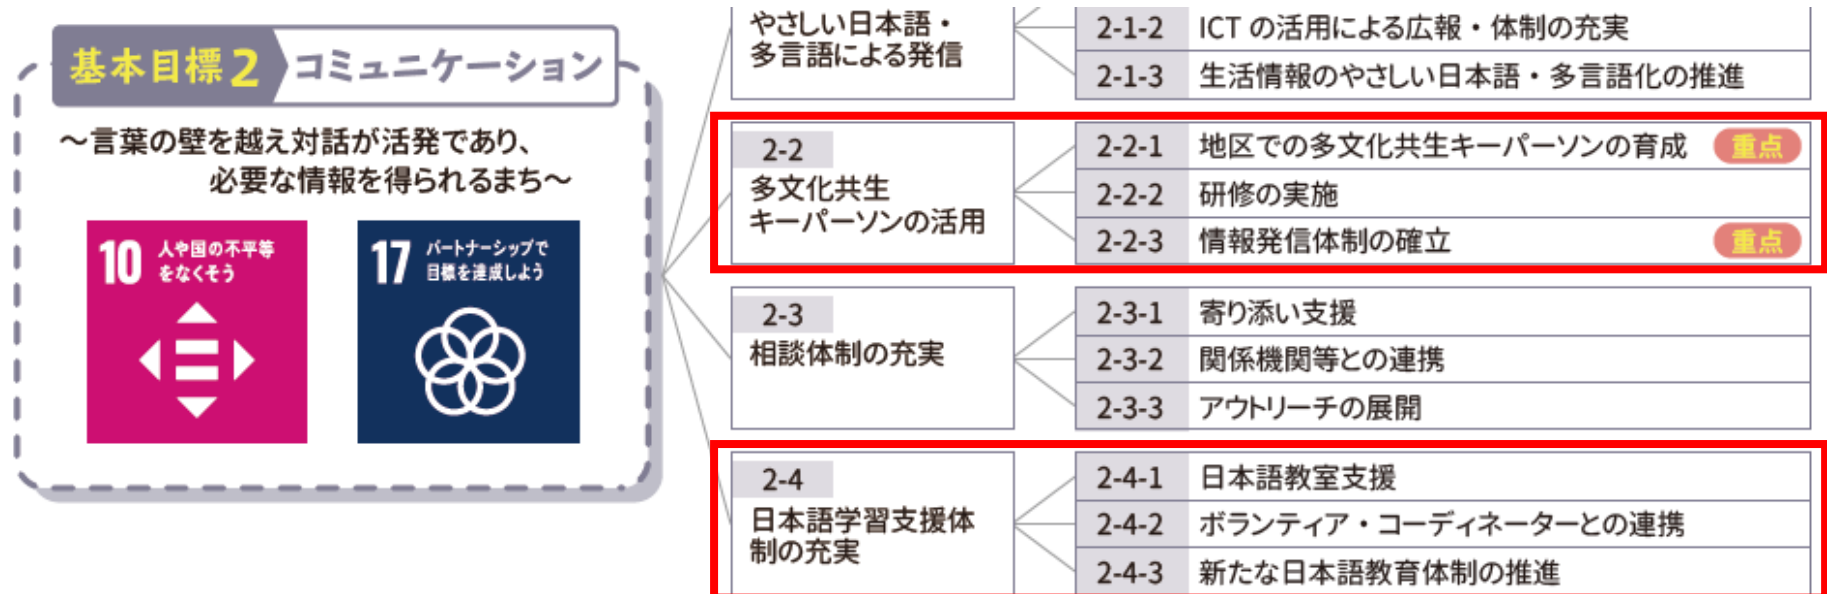 基本目標2 コミュニケーション
～言葉の壁を越え対話が活発であり、
必要な情報を得られるまち～
10 人や国の不平等
をなくそう
17 パートナーシップで
目標を達成しよう
やさしい日本語・
多言語による発信
2-1-2 ICTの活用による広報・体制の充実
2-1-3 生活情報のやさしい日本語・多言語化の推進
2-2
多文化共生
キーパーソンの活用
2-2-1 地区での多文化共生キーパーソンの育成 重点
2-2-2 研修の実施
2-2-3 情報発信体制の確立 重点
2-3
相談体制の充実
2-3-1 寄り添い支援
2-3-2 関係機関等との連携
2-3-3 アウトリーチの展開
2-4
日本語学習支援体
制の充実
2-4-1 日本語教室支援
2-4-2 ボランティア・コーディネーターとの連携
2-4-3 新たな日本語教育体制の推進